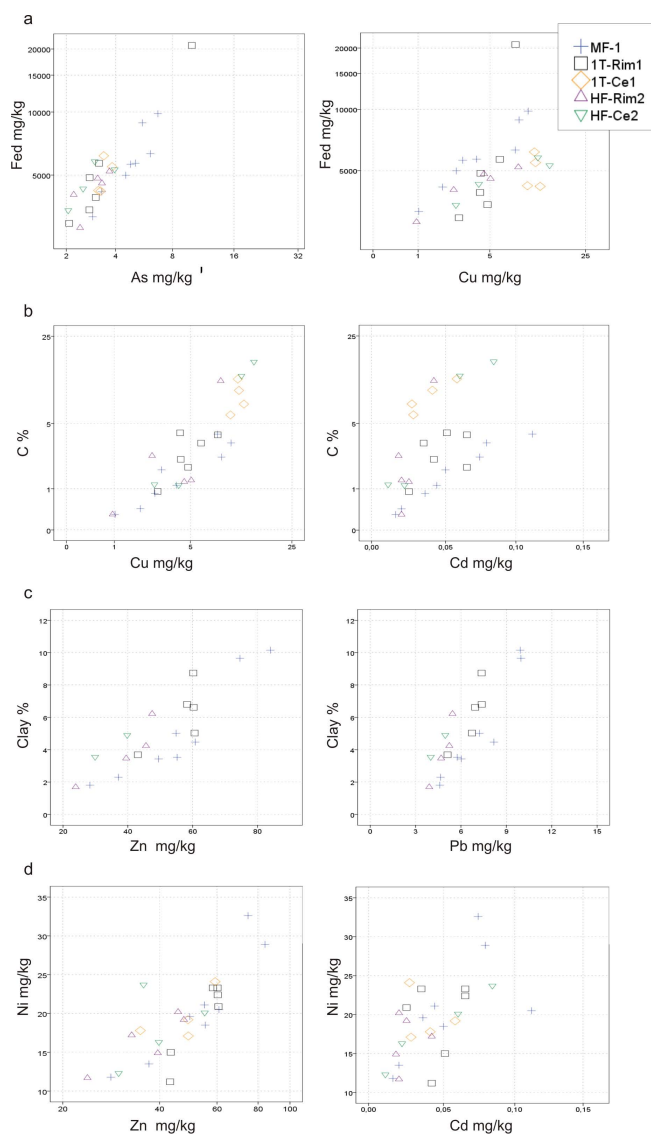 a
Fed mg/kg
20000
15000
10000
5000
2 4 8 16 32
As mg/kg
Fed mg/kg
20000
15000
10000
5000
0 1 5 25
Cu mg/kg
MF-1
1T-Rim1
1T-Ce1
HF-Rim2
HF-Ce2
b
C %
25
5
1
0
0 1 5 25
Cu mg/kg
C %
25
5
1
0
0,00 0,05 0,10 0,15
Cd mg/kg
c
Clay %
12
10
8
6
4
2
0
20 40 60 80
Zn mg/kg
Clay %
12
10
8
6
4
2
0
0 3 6 9 12 15
Pb mg/kg
d
Ni mg/kg
35
30
25
20
15
10
20 40 60 80 100
Zn mg/kg
Ni mg/kg
35
30
25
20
15
10
0,00 0,05 0,10 0,15
Cd mg/kg